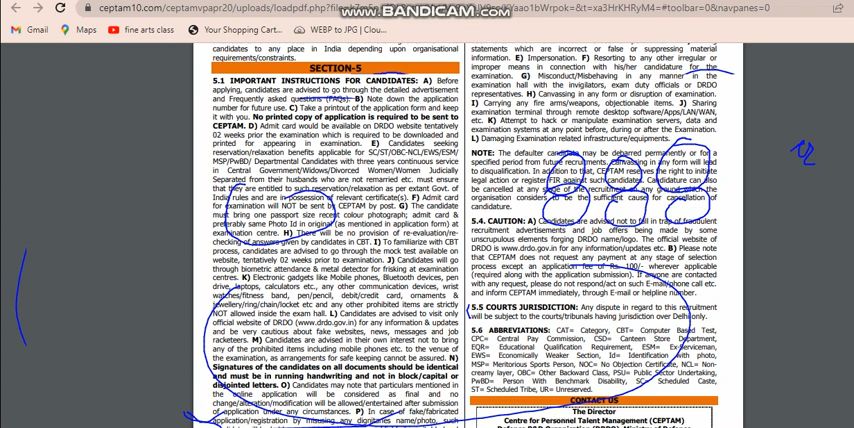 ceptam10.com/ceptamvpapr20/uploads/loadpdf.php?
WWW.BANDICAM.COM
#toolbar=0&navpanes=0
Gmail YouTube Maps fine arts class Your Shopping Cart... WEBP to JPG | Clou...
candidates to any place in India depending upon organisational
requirements/constraints.
SECTION-5
5.1 IMPORTANT INSTRUCTIONS FOR CANDIDATES: A) Before
applying, candidates are advised to go through the detailed advertisement
and Frequently asked questions (FAQs). B) Note down the application
number for future use. C) Take a printout of the application form and keep
it with you. No printed copy of application is required to be sent to
CEPTAM. D) Admit card would be available on DRDO website tentatively
02 weeks prior the examination which is required to be downloaded and
printed for appearing in examination. E) Candidates seeking
reservation/relaxation benefits applicable for SC/ST/OBC-NCL/EWS/ESM/
MSP/PwBD/ Departmental Candidates with three years continuous service
in Central Government/Widows/Divorced Women/Women Judicially
Separated from their husbands who are not remarried etc. must ensure
that they are entitled to such reservation/relaxation as per extant Govt. of
India rules and are in possession of relevant certificate(s). F) Admit card
for examination will NOT be sent by CEPTAM by post. G) The candidate
must bring one passport size recent colour photograph; admit card &
preferably same Photo Id in original (as mentioned in application form) at
examination centre. H) There will be no provision of re-evaluation/re-
checking of answers given by candidates in CBT. I) To familiarize with CBT
process, candidates are advised to go through the mock test available on
website, tentatively 02 weeks prior to examination. J) Candidates will go
through biometric attendance & metal detector for frisking at examination
centres.
K) Electronic gadgets like Mobile phones, Bluetooth devices, pen
drive, laptops, calculators etc., any other communication devices, wrist
watches/fitness band, pen/pencil, debit/credit card, ornaments &
jewellery/ring/chain/locket etc and any other prohibited items are strictly
NOT allowed inside the exam hall. L) Candidates are advised to visit only
official website of DRDO (www.drdo.gov.in) for any information & updates
and be very cautious about fake websites, news, messages and job
racketeers. M) Candidates are advised in their own interest not to bring
any of the prohibited items including mobile phones etc. to the venue of
the examination, as arrangements for safe keeping cannot be assured. N)
Signatures of the candidates on all documents should be identical
and must be in running handwriting and not in block/capital or
disjointed letters. O) Candidates may note that particulars mentioned in
the online application will be considered as final and no
change/alteration/modification will be allowed/entertained after submission
of application under any circumstances. P) In case of fake/fabricated
application/registration by misusing any dignitaries name/photo, such
statements which are incorrect or false or suppressing material
information. E) Impersonation. F) Resorting to any other irregular or
improper means in connection with his/her candidature for the
examination. G) Misconduct/Misbehaving in any manner in the
examination hall with the invigilators, exam duty officials or DRDO
representatives. H) Canvassing in any form or disruption of examination.
I) Carrying any fire arms/weapons, objectionable items. J) Sharing
examination terminal through remote desktop software/Apps/LAN/WAN,
etc. K) Attempt to hack or manipulate examination servers, data and
examination systems at any point before, during or after the Examination.
L) Damaging Examination related infrastructure/equipments.
NOTE: The defaulter candidate may be debarred permanently or for a
specified period from future recruitments. Canvassing in any form will lead
to disqualification. In addition to that, CEPTAM reserves the right to initiate
legal action or register FIR against such candidates. Candidature can also
be cancelled at any stage of the recruitment on any ground which the
organisation considers to be the sufficient cause for cancellation of
candidature.
5.4. CAUTION: A) Candidates are advised not to fall in trap of fraudulent
recruitment advertisements and job offers being made by some
unscrupulous elements forging DRDO name/logo. The official website of
DRDO is www.drdo.gov.in for any information/updates etc. B) Please note
that CEPTAM does not request any payment at any stage of selection
process except an application fee of Rs. 100/- wherever applicable
(required along with the application submission). If anyone is contacted
with any request, please do not respond/act on such E-mail/phone call etc.
and inform CEPTAM immediately, through E-mail or helpline number.
5.5 COURTS JURISDICTION: Any dispute in regard to this recruitment
will be subject to the courts/tribunals having jurisdiction over Delhi only.
5.6 ABBREVIATIONS: CAT= Category, CBT= Computer Based Test,
CPC= Central Pay Commission, CSD= Canteen Store Department,
EQR= Educational Qualification Requirement, ESM= Ex-Serviceman,
EWS= Economically Weaker Section, Id= Identification with photo,
MSP= Meritorious Sports Person, NOC= No Objection Certificate, NCL= Non-
creamy layer, OBC= Other Backward Class, PSU= Public Sector Undertaking,
PwBD= Person With Benchmark Disability, SC= Scheduled Caste,
ST= Scheduled Tribe, UR= Unreserved.
CONTACT US
The Director
Centre for Personnel Talent Management (CEPTAM)